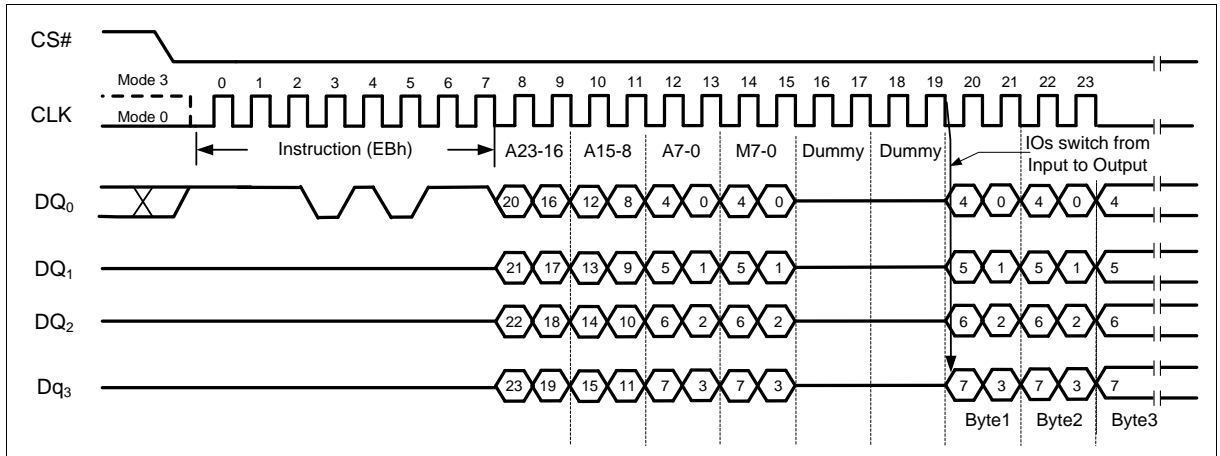 CS#
Mode 3
0 1 2 3 4 5 6 7 8 9 10 11 12 13 14 15 16 17 18 19 20 21 22 23
CLK
Mode 0
Instruction (EBh) A23-16 A15-8 A7-0 M7-0 Dummy Dummy
IOs switch from
Input to Output
DQ0 20 16 12 8 4 0 4 0 4 0 4 0 4
DQ1 21 17 13 9 5 1 5 1 5 1 5 1 5
DQ2 22 18 14 10 6 2 6 2 6 2 6 2 6
Dq3 23 19 15 11 7 3 7 3 7 3 7 3 7
Byte1 Byte2 Byte3